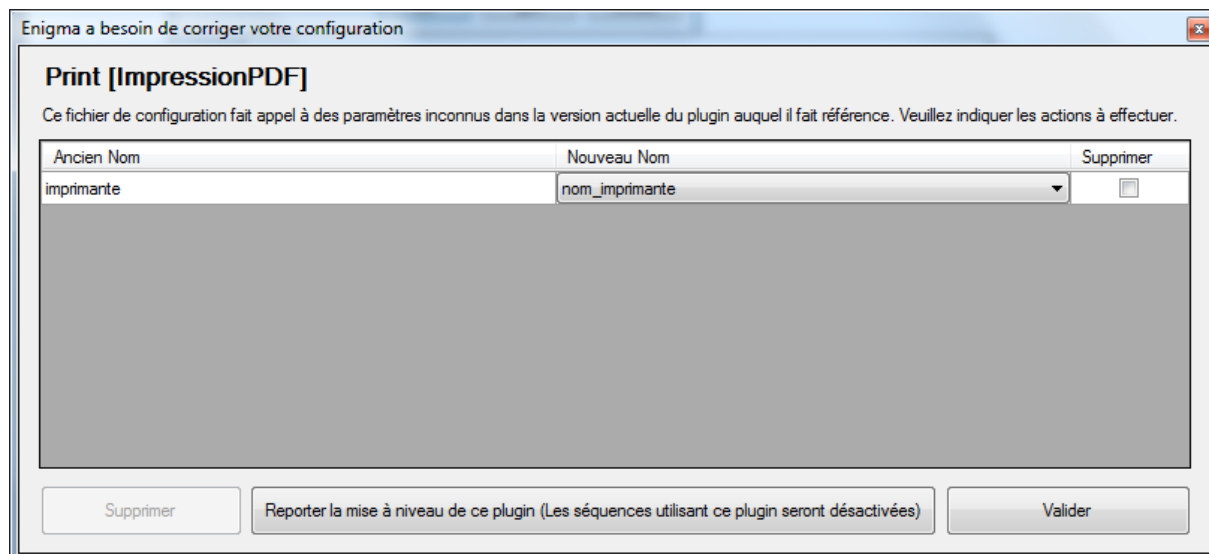 Enigma a besoin de corriger votre configuration
Print [ImpressionPDF]
Ce fichier de configuration fait appel à des paramètres inconnus dans la version actuelle du plugin auquel il fait référence. Veuillez indiquer les actions à effectuer.
Ancien Nom Nouveau Nom Supprimer
imprimante nom_imprimante
Supprimer Reporter la mise à niveau de ce plugin (Les séquences utilisant ce plugin seront désactivées) Valider